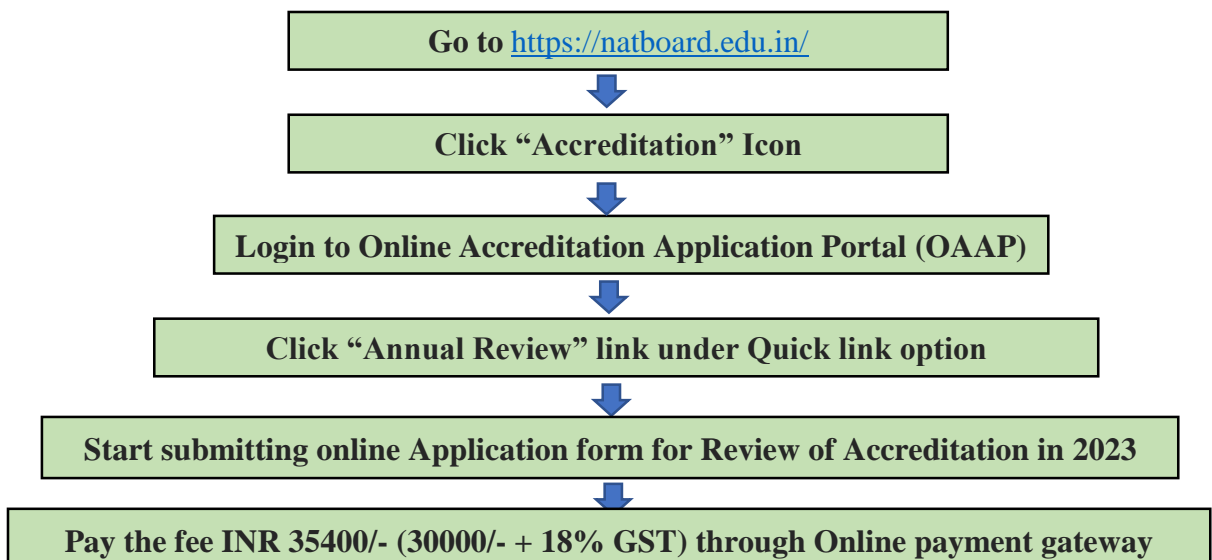 Go to https://natboard.edu.in/
Click “Accreditation” Icon
Login to Online Accreditation Application Portal (OAAP)
Click “Annual Review” link under Quick link option
Start submitting online Application form for Review of Accreditation in 2023
Pay the fee INR 35400/- (30000/- + 18% GST) through Online payment gateway